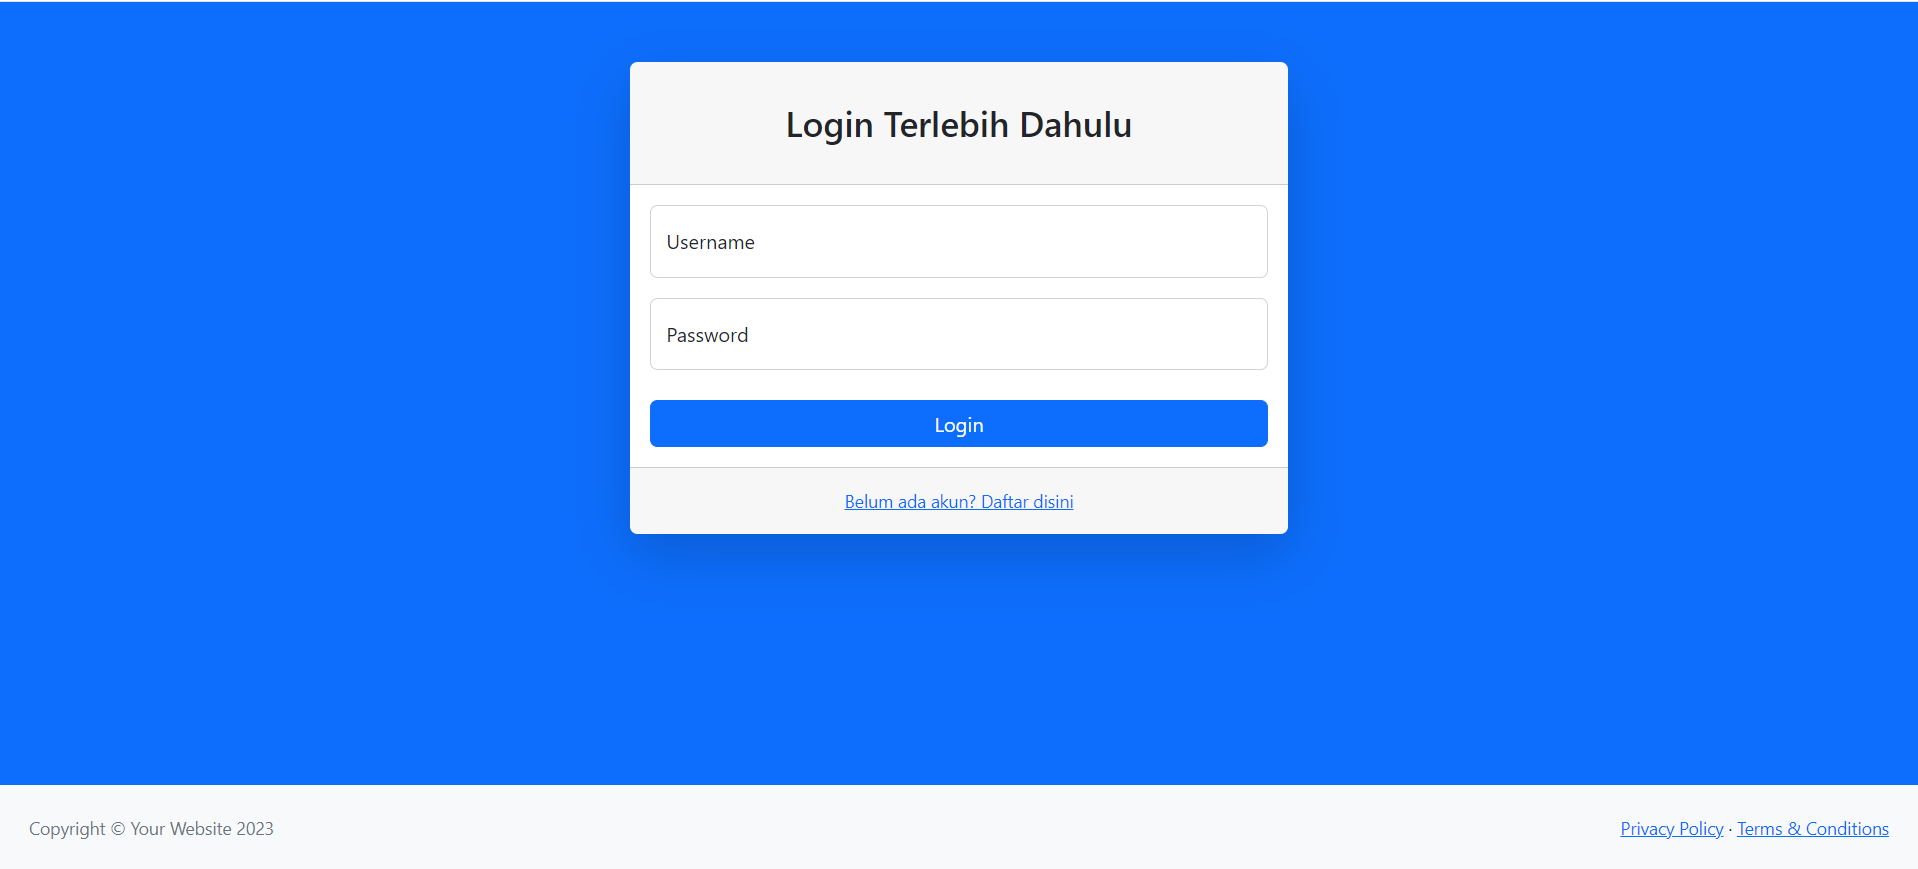 Login Terlebih Dahulu
Username
Password
Login
Belum ada akun? Daftar disini
Copyright © Your Website 2023
Privacy Policy · Terms & Conditions